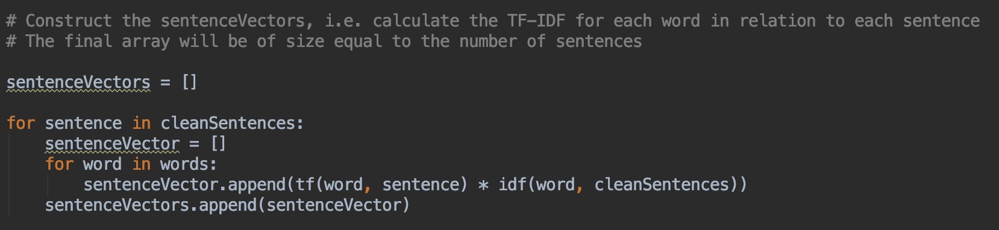 # Construct the sentenceVectors, i.e. calculate the TF-IDF for each word in relation to each sentence
# The final array will be of size equal to the number of sentences
sentenceVectors = []
for sentence in cleanSentences:
    sentenceVector = []
    for word in words:
        sentenceVector.append(tf(word, sentence) * idf(word, cleanSentences))
    sentenceVectors.append(sentenceVector)